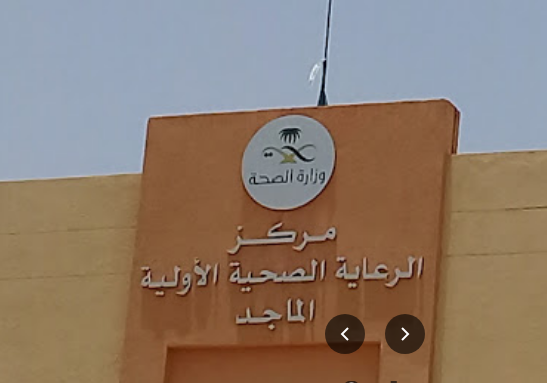 وزارة الصحة
مركز
الرعاية الصحية الأولية
الماجد